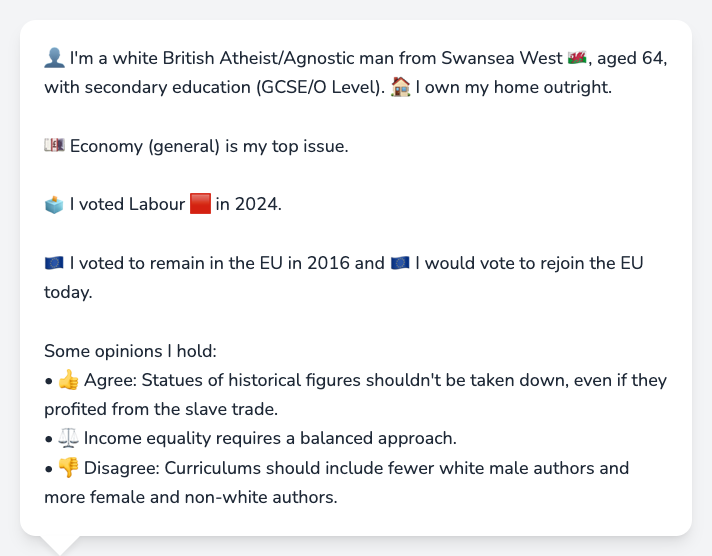 👤 I'm a white British Atheist/Agnostic man from Swansea West 🏴󠁧󠁢󠁷󠁬󠁳󠁿, aged 64,
with secondary education (GCSE/O Level). 🏠 I own my home outright.
💷 Economy (general) is my top issue.
🗳️ I voted Labour 🟥 in 2024.
🇪🇺 I voted to remain in the EU in 2016 and 🇪🇺 I would vote to rejoin the EU
today.
Some opinions I hold:
• 👍 Agree: Statues of historical figures shouldn't be taken down, even if they
profited from the slave trade.
• ⚖️ Income equality requires a balanced approach.
• 👎 Disagree: Curriculums should include fewer white male authors and
more female and non-white authors.